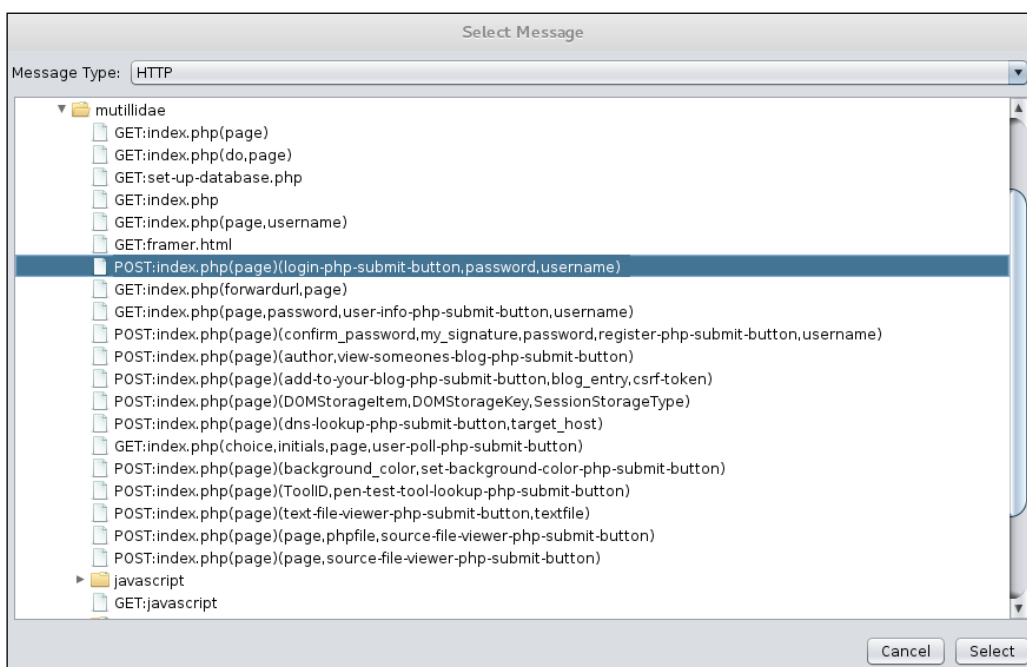 Select Message
Message Type: HTTP
mutillidae
GET:index.php(page)
GET:index.php(do,page)
GET:set-up-database.php
GET:index.php
GET:index.php(page,username)
GET:framer.html
POST:index.php(page)(login-php-submit-button,password,username)
GET:index.php(forwardurl,page)
GET:index.php(page,password,user-info-php-submit-button,username)
POST:index.php(page)(confirm_password,my_signature,password,register-php-submit-button,username)
POST:index.php(page)(author,view-someones-blog-php-submit-button)
POST:index.php(page)(add-to-your-blog-php-submit-button,blog_entry,csrf-token)
POST:index.php(page)(DOMStorageItem,DOMStorageKey,SessionStorageType)
POST:index.php(page)(dns-lookup-php-submit-button,target_host)
GET:index.php(choice,initials,page,user-poll-php-submit-button)
POST:index.php(page)(background_color,set-background-color-php-submit-button)
POST:index.php(page)(ToolID,pen-test-tool-lookup-php-submit-button)
POST:index.php(page)(text-file-viewer-php-submit-button,textfile)
POST:index.php(page)(page,phpfile,source-file-viewer-php-submit-button)
POST:index.php(page)(page,source-file-viewer-php-submit-button)
javascript
GET:javascript
Cancel Select